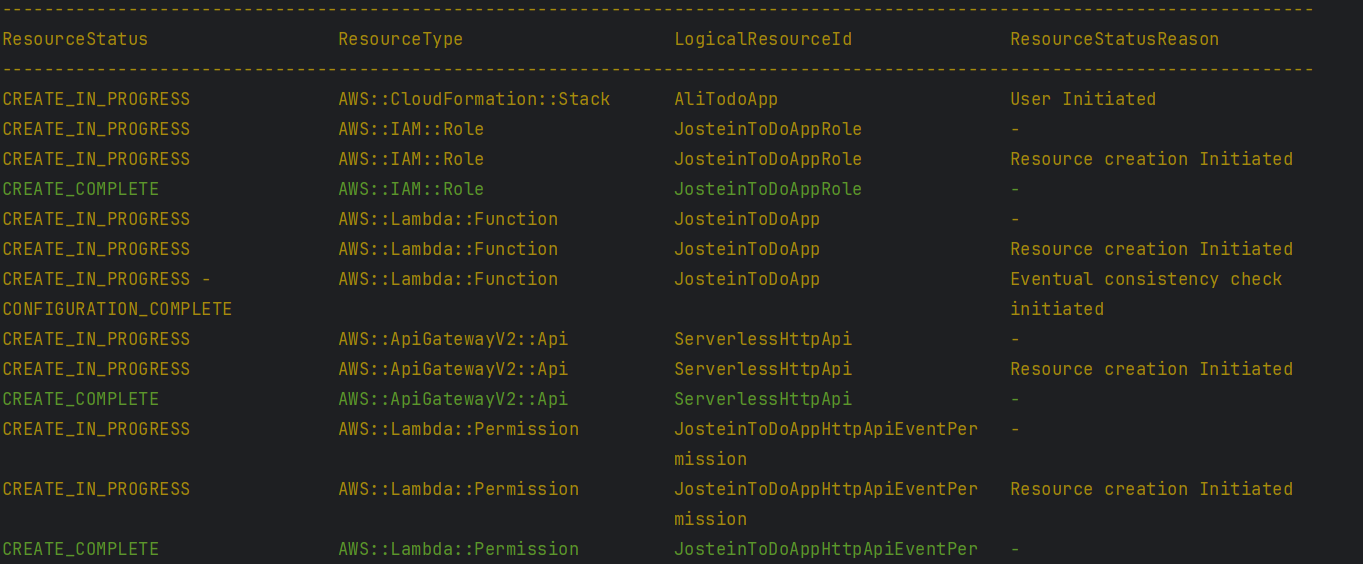 ---------------------------------------------------------------------------------------------------------------------------------
ResourceStatus ResourceType LogicalResourceId ResourceStatusReason
---------------------------------------------------------------------------------------------------------------------------------
CREATE_IN_PROGRESS AWS::CloudFormation::Stack AliTodoApp User Initiated
CREATE_IN_PROGRESS AWS::IAM::Role JosteinToDoAppRole -
CREATE_IN_PROGRESS AWS::IAM::Role JosteinToDoAppRole Resource creation Initiated
CREATE_COMPLETE AWS::IAM::Role JosteinToDoAppRole -
CREATE_IN_PROGRESS AWS::Lambda::Function JosteinToDoApp -
CREATE_IN_PROGRESS AWS::Lambda::Function JosteinToDoApp Resource creation Initiated
CREATE_IN_PROGRESS - AWS::Lambda::Function JosteinToDoApp Eventual consistency check
CONFIGURATION_COMPLETE initiated
CREATE_IN_PROGRESS AWS::ApiGatewayV2::Api ServerlessHttpApi -
CREATE_IN_PROGRESS AWS::ApiGatewayV2::Api ServerlessHttpApi Resource creation Initiated
CREATE_COMPLETE AWS::ApiGatewayV2::Api ServerlessHttpApi -
CREATE_IN_PROGRESS AWS::Lambda::Permission JosteinToDoAppHttpApiEventPer -
mission
CREATE_IN_PROGRESS AWS::Lambda::Permission JosteinToDoAppHttpApiEventPer Resource creation Initiated
mission
CREATE_COMPLETE AWS::Lambda::Permission JosteinToDoAppHttpApiEventPer -